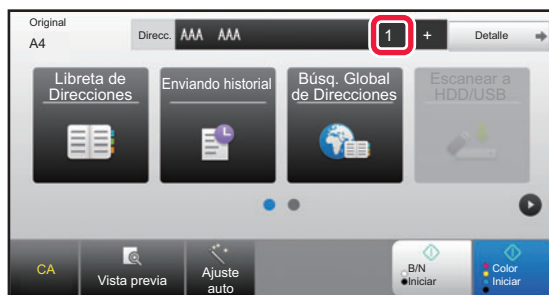 Original
A4
Direcc. AAA AAA 1 + Detalle
Libreta de
Direcciones
Enviando historial
Búsq. Global
de Direcciones
Escanear a
HDD/USB
CA
Vista previa
Ajuste
auto
B/N
Iniciar
Color
Iniciar